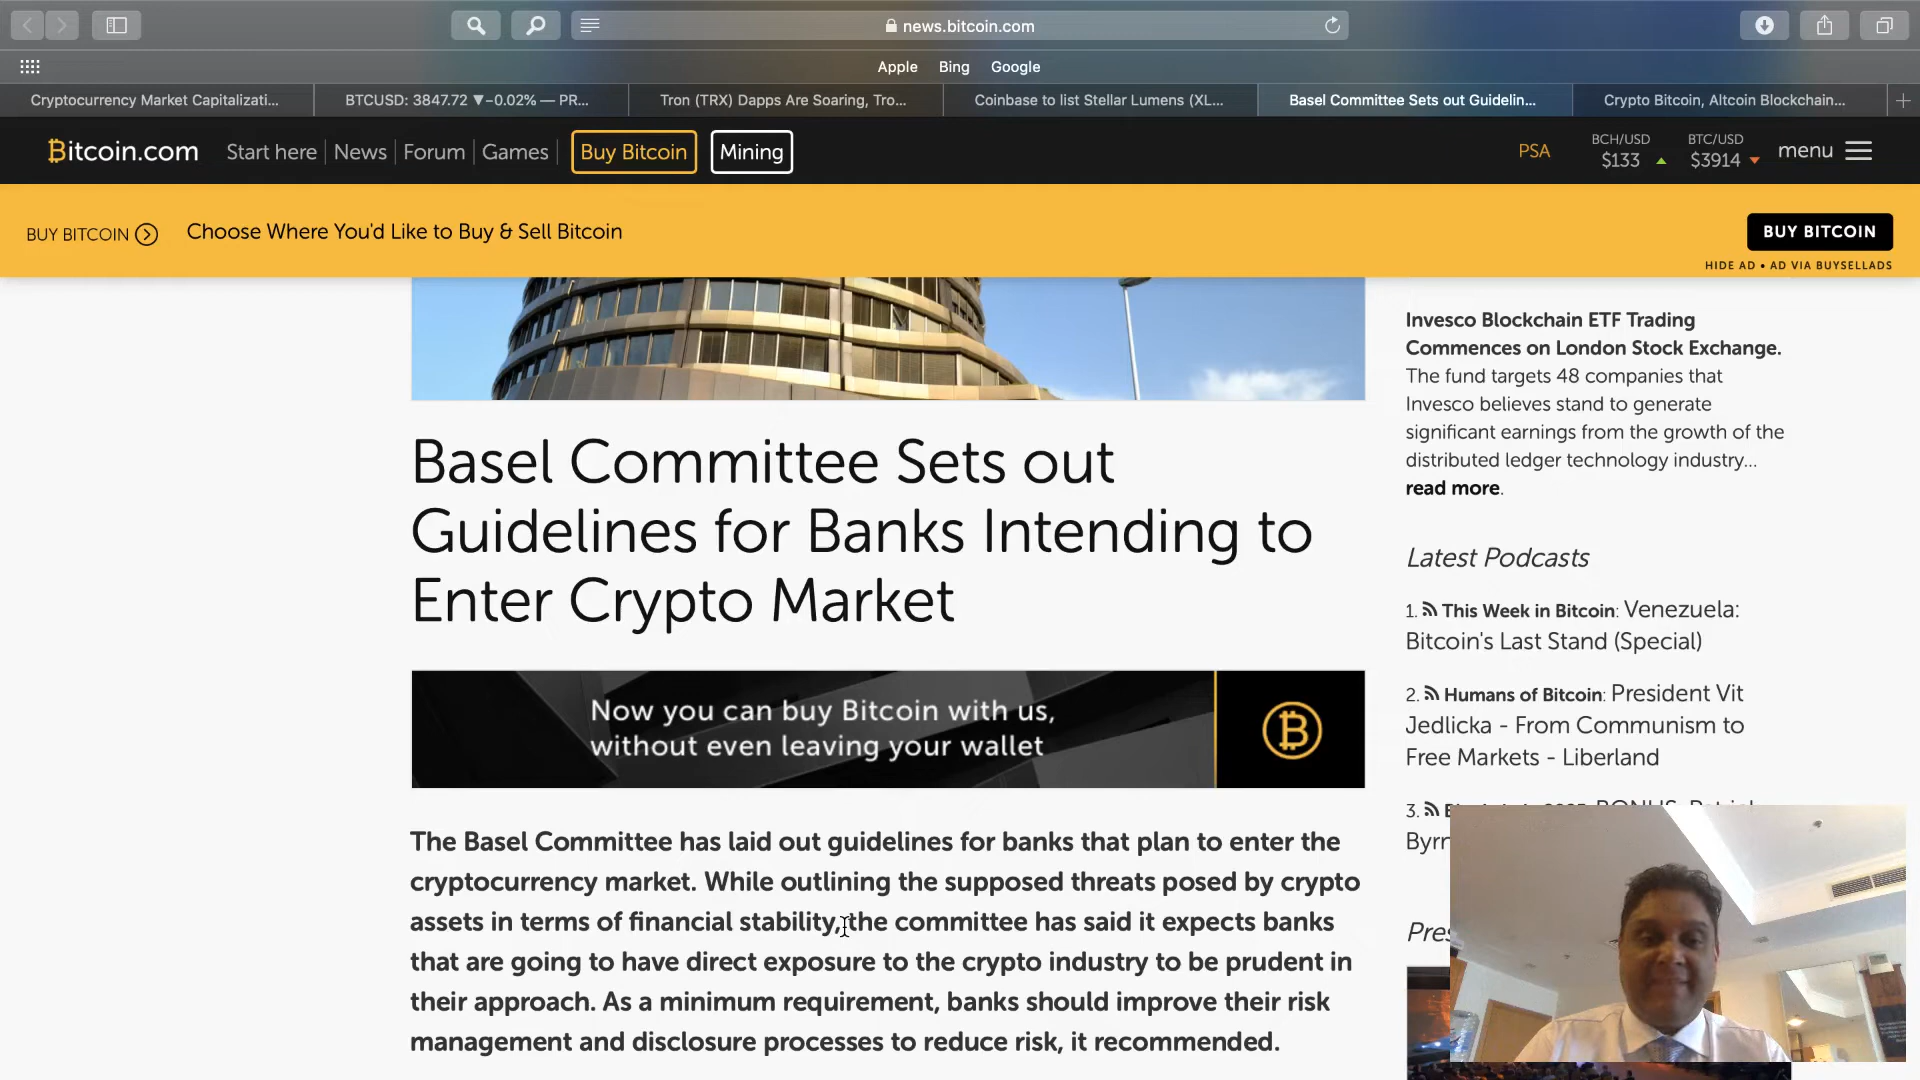 news.bitcoin.com
Apple Bing Google
Cryptocurrency Market Capitalizati...
BTCUSD: 3847.72 ▼−0.02% — PR...
Tron (TRX) Dapps Are Soaring, Tro...
Coinbase to list Stellar Lumens (XL...
Basel Committee Sets out Guidelin...
Crypto Bitcoin, Altcoin Blockchain...
Bitcoin.com Start here News Forum Games Buy Bitcoin Mining
PSA
BCH/USD
$133
BTC/USD
$3914
menu
BUY BITCOIN
Choose Where You'd Like to Buy & Sell Bitcoin
BUY BITCOIN
HIDE AD • AD VIA BUYSELLADS
Basel Committee Sets out
Guidelines for Banks Intending to
Enter Crypto Market
Now you can buy Bitcoin with us,
without even leaving your wallet
The Basel Committee has laid out guidelines for banks that plan to enter the
cryptocurrency market. While outlining the supposed threats posed by crypto
assets in terms of financial stability, the committee has said it expects banks
that are going to have direct exposure to the crypto industry to be prudent in
their approach. As a minimum requirement, banks should improve their risk
management and disclosure processes to reduce risk, it recommended.
Invesco Blockchain ETF Trading
Commences on London Stock Exchange.
The fund targets 48 companies that
Invesco believes stand to generate
significant earnings from the growth of the
distributed ledger technology industry...
read more.
Latest Podcasts
1. This Week in Bitcoin: Venezuela:
Bitcoin's Last Stand (Special)
2. Humans of Bitcoin: President Vit
Jedlicka - From Communism to
Free Markets - Liberland
3.